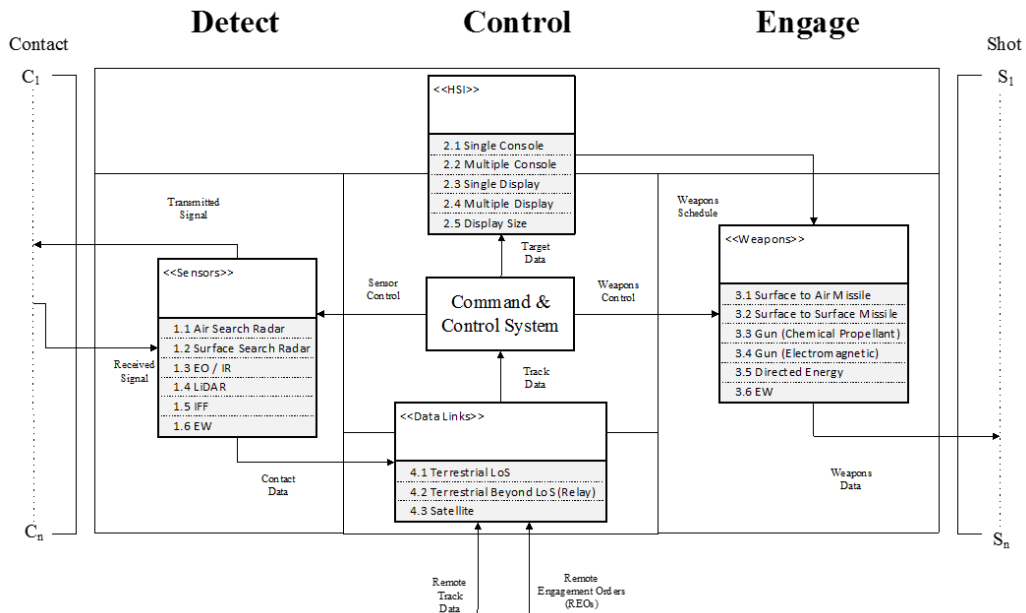 Detect
Control
Engage
Contact
Shot
C1
S1
<<HSI>>
2.1 Single Console
2.2 Multiple Console
2.3 Single Display
2.4 Multiple Display
2.5 Display Size
Transmitted
Signal
Weapons
Schedule
<<Sensors>>
1.1 Air Search Radar
1.2 Surface Search Radar
1.3 EO / IR
1.4 LiDAR
1.5 IFF
1.6 EW
Received
Signal
Sensor
Control
Target
Data
Command &
Control System
Weapons
Control
<<Weapons>>
3.1 Surface to Air Missile
3.2 Surface to Surface Missile
3.3 Gun (Chemical Propellant)
3.4 Gun (Electromagnetic)
3.5 Directed Energy
3.6 EW
Track
Data
<<Data Links>>
4.1 Terrestrial LoS
4.2 Terrestrial Beyond LoS (Relay)
4.3 Satellite
Contact
Data
Weapons
Data
Cn
Sn
Remote
Track
Data
Remote
Engagement Orders
(REOs)